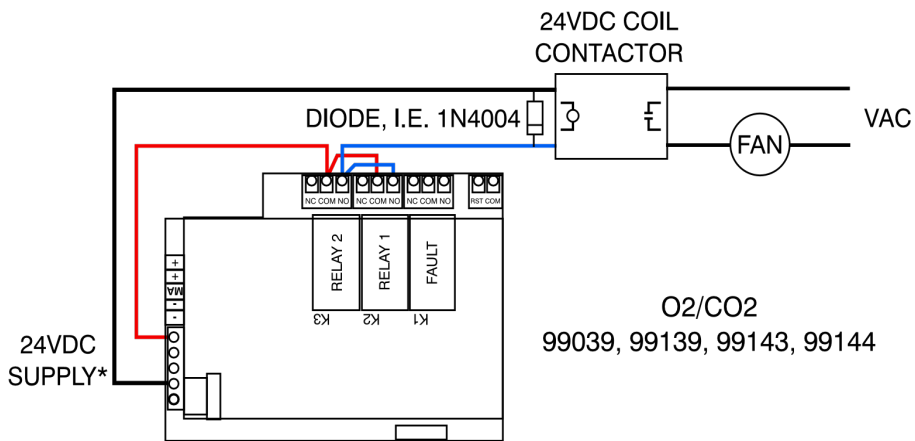 24VDC COIL
CONTACTOR
DIODE, I.E. 1N4004
VAC
FAN
NC COM NO
NC COM NO
NC COM NO
RST COM
RELAY 2
RELAY 1
FAULT
K3
K2
K1
+
+
MA
-
-
24VDC
SUPPLY*
O2/CO2
99039, 99139, 99143, 99144